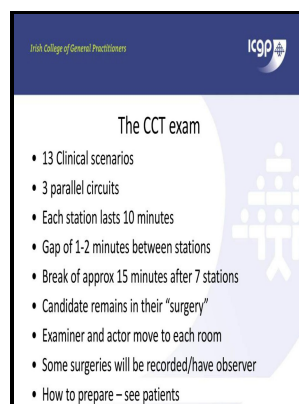 Irish College of General Practitioners
ICGP
The CCT exam
• 13 Clinical scenarios
• 3 parallel circuits
• Each station lasts 10 minutes
• Gap of 1-2 minutes between stations
• Break of approx 15 minutes after 7 stations
• Candidate remains in their “surgery”
• Examiner and actor move to each room
• Some surgeries will be recorded/have observer
• How to prepare – see patients